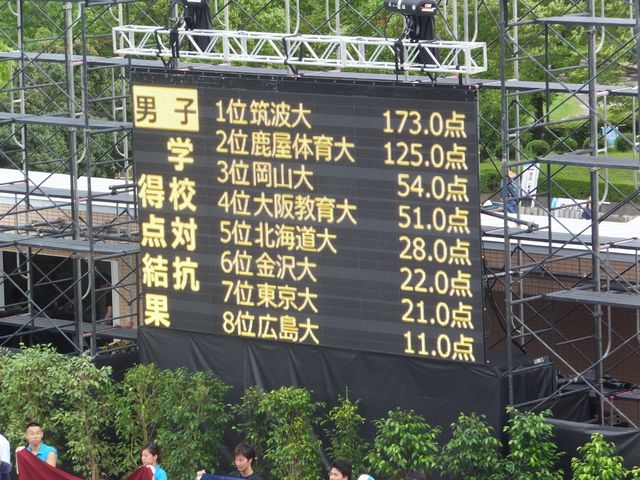 男子
学校対抗
得点結果
1位 筑波大 173.0点
2位 鹿屋体育大 125.0点
3位 岡山大 54.0点
4位 大阪教育大 51.0点
5位 北海道大 28.0点
6位 金沢大 22.0点
7位 東京大 21.0点
8位 広島大 11.0点